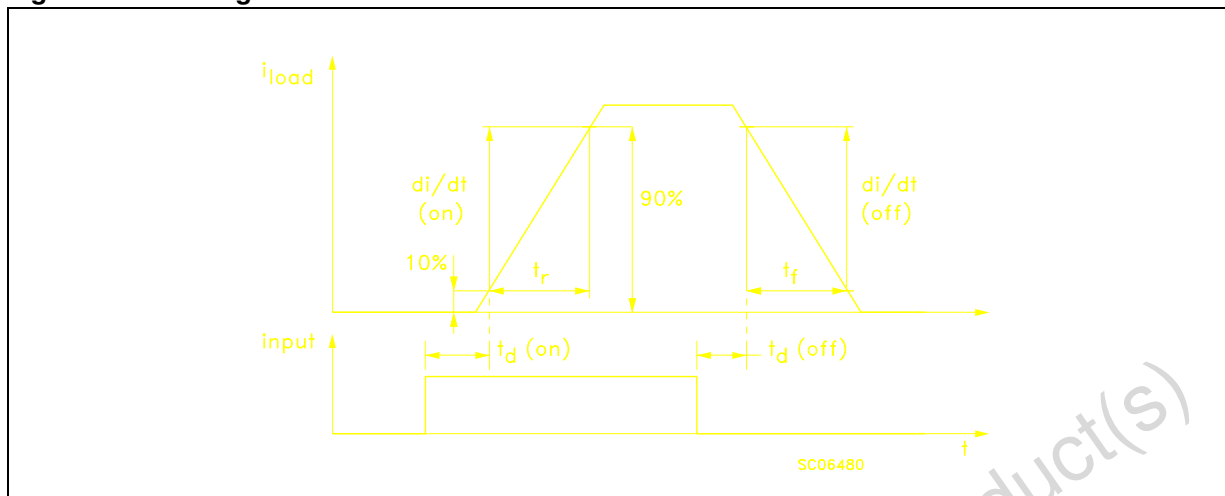 i_load
di/dt
(on)
90%
di/dt
(off)
10%
t_r
t_f
input
t_d (on)
t_d (off)
t
SC06480